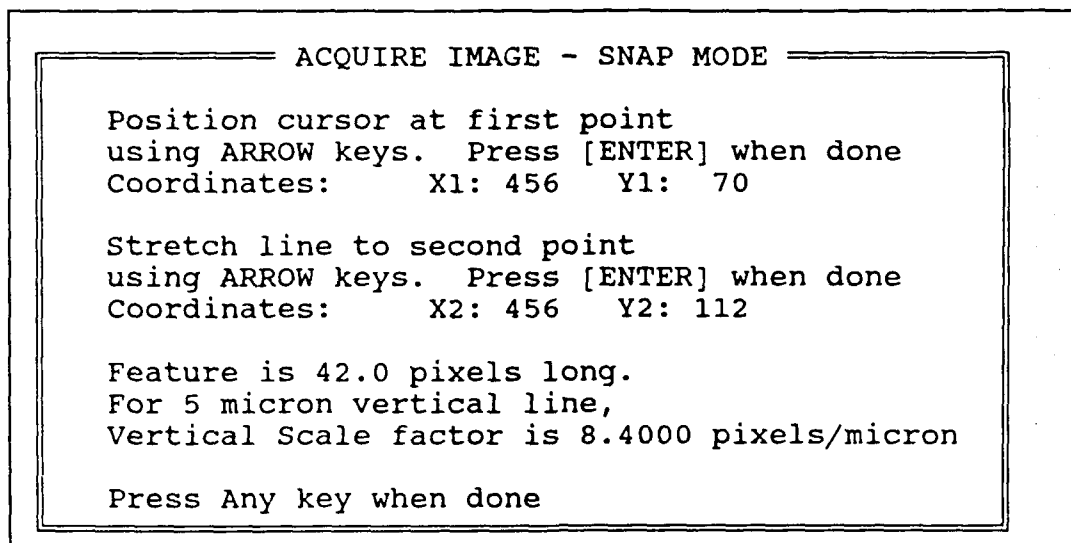 ACQUIRE IMAGE - SNAP MODE
Position cursor at first point
using ARROW keys.  Press [ENTER] when done
Coordinates:      X1: 456   Y1:  70
Stretch line to second point
using ARROW keys.  Press [ENTER] when done
Coordinates:      X2: 456   Y2: 112
Feature is 42.0 pixels long.
For 5 micron vertical line,
Vertical Scale factor is 8.4000 pixels/micron
Press Any key when done